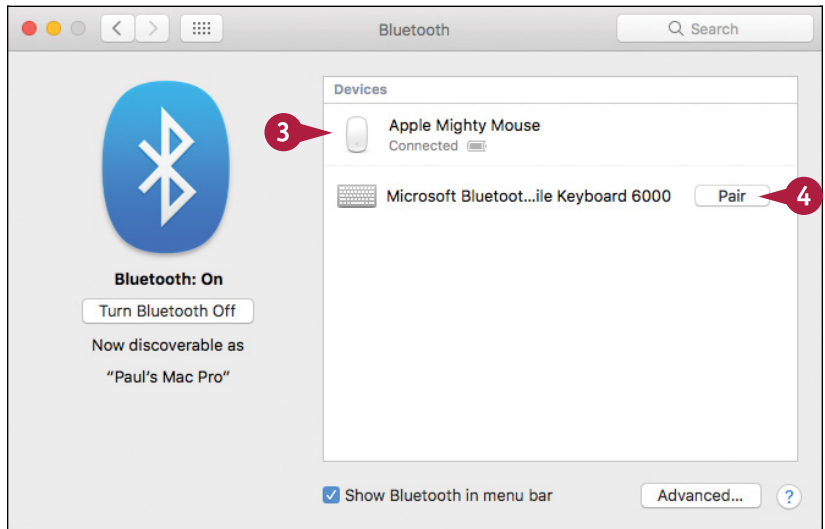 Bluetooth
Search
Devices
3
Apple Mighty Mouse
Connected
Microsoft Bluetoot...ile Keyboard 6000
Pair
4
Bluetooth: On
Turn Bluetooth Off
Now discoverable as
“Paul’s Mac Pro”
Show Bluetooth in menu bar
Advanced...
?